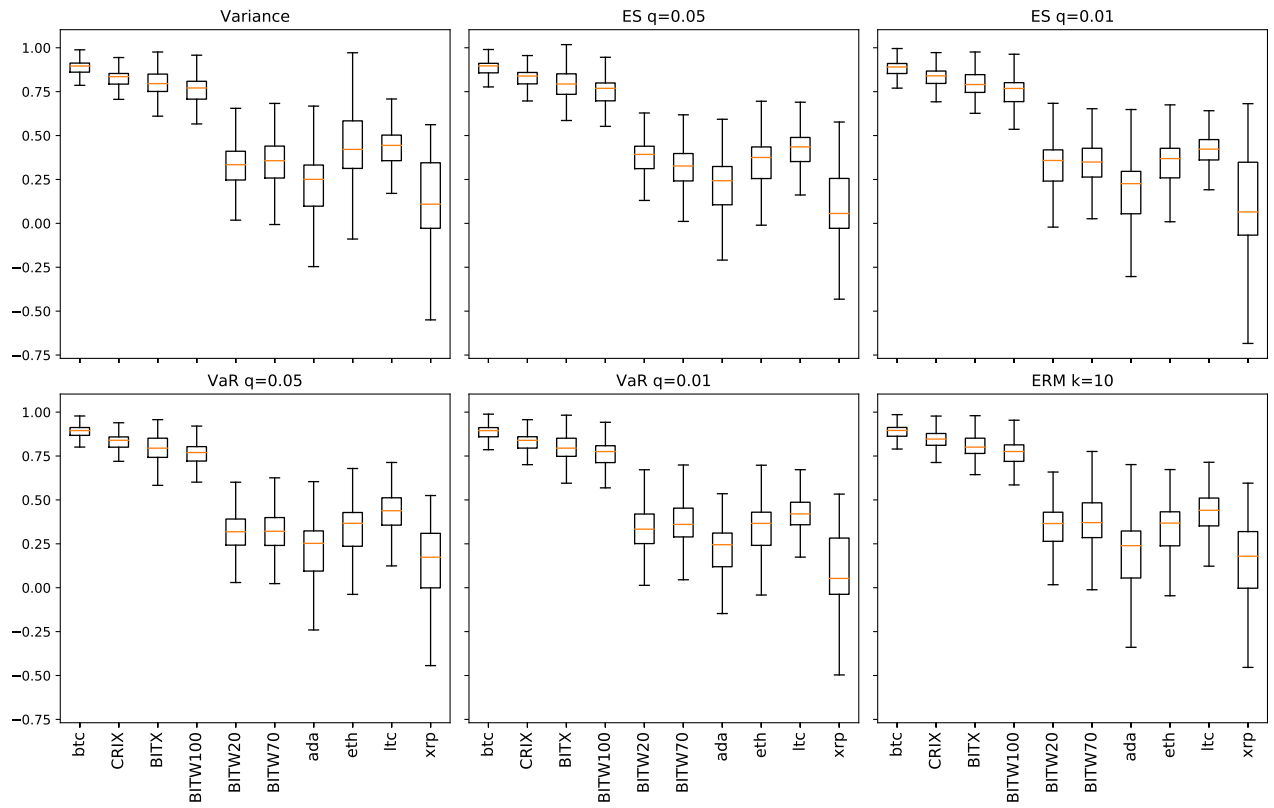 Variance
ES q=0.05
ES q=0.01
1.00
0.75
0.50
0.25
0.00
−0.25
−0.50
−0.75
VaR q=0.05
VaR q=0.01
ERM k=10
1.00
0.75
0.50
0.25
0.00
−0.25
−0.50
−0.75
btc
CRIX
BITX
BITW100
BITW20
BITW70
ada
eth
ltc
xrp
btc
CRIX
BITX
BITW100
BITW20
BITW70
ada
eth
ltc
xrp
btc
CRIX
BITX
BITW100
BITW20
BITW70
ada
eth
ltc
xrp